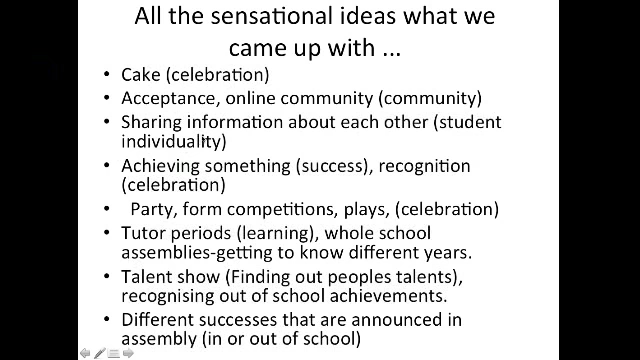 All the sensational ideas what we
came up with ...
• Cake (celebration)
• Acceptance, online community (community)
• Sharing information about each other (student
individuality)
• Achieving something (success), recognition
(celebration)
• Party, form competitions, plays, (celebration)
• Tutor periods (learning), whole school
assemblies-getting to know different years.
• Talent show (Finding out peoples talents),
recognising out of school achievements.
• Different successes that are announced in
assembly (in or out of school)